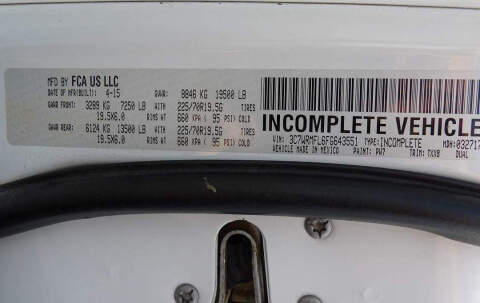 MFD BY FCA US LLC
DATE OF MFR(BUILT): 4-15 GVWR: 8846 KG 19500 LB
GAWR FRONT: 3289 KG 7250 LB WITH 225/70R19.5G TIRES
19.5X6.0 RIMS AT 660 KPA ( 95 PSI) COLD
GAWR REAR: 6124 KG 13500 LB WITH 225/70R19.5G TIRES
19.5X6.0 RIMS AT 660 KPA ( 95 PSI) COLD
INCOMPLETE VEHICLE
VIN: 3C7WRMFL8FG643551 TYPE: INCOMPLETE MDH: 032717
VEHICLE MADE IN MEXICO PAINT: PW7 TRIM: TXX8 DUAL